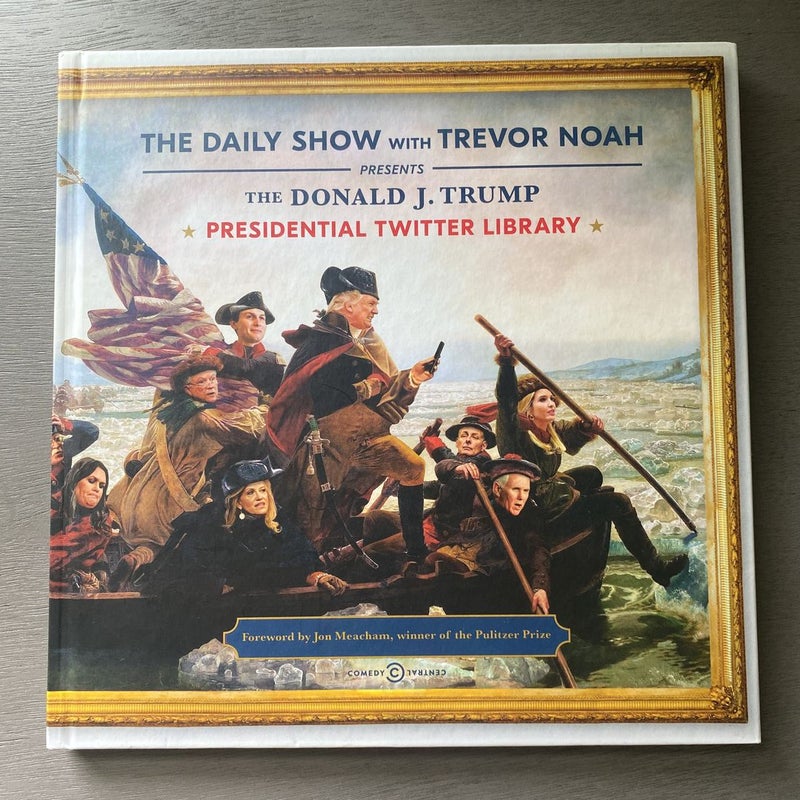 THE DAILY SHOW WITH TREVOR NOAH
PRESENTS
THE DONALD J. TRUMP
PRESIDENTIAL TWITTER LIBRARY
Foreword by Jon Meacham, winner of the Pulitzer Prize
COMEDY C CENTRAL